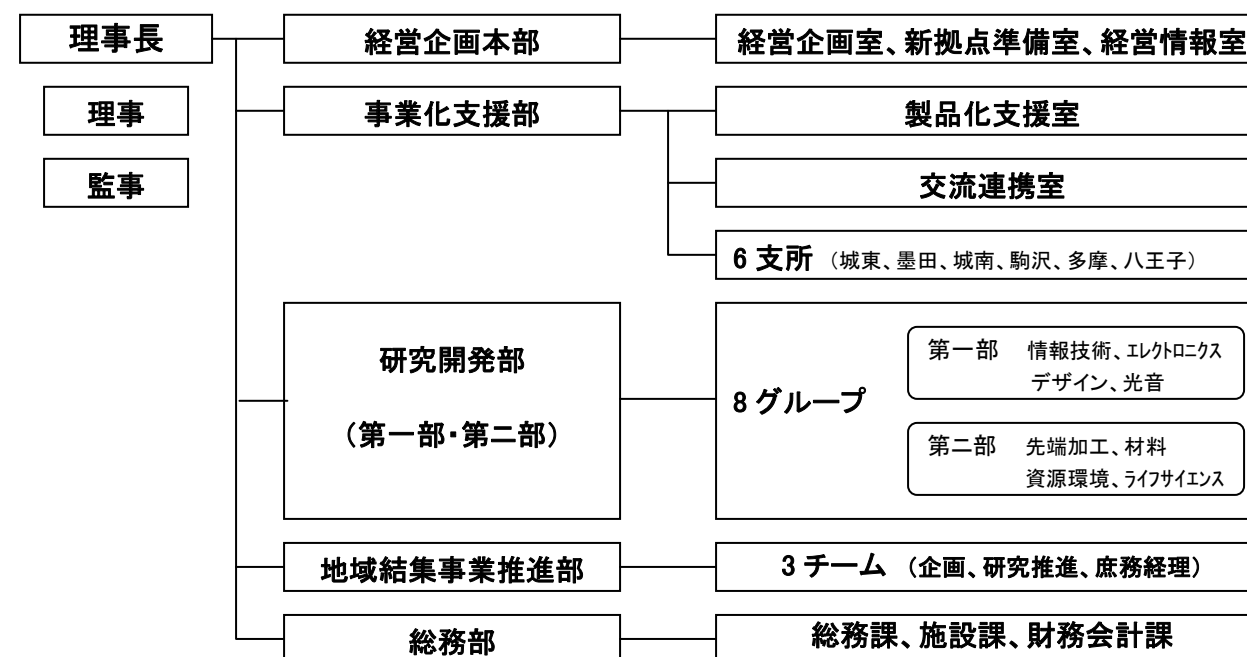 理事長
経営企画本部
経営企画室、新拠点準備室、経営情報室
理事
事業化支援部
製品化支援室
監事
交流連携室
6 支所 (城東、墨田、城南、駒沢、多摩、八王子)
研究開発部
(第一部・第二部)
8 グループ
第一部 情報技術、エレクトロニクス
デザイン、光音
第二部 先端加工、材料
資源環境、ライフサイエンス
地域結集事業推進部
3 チーム (企画、研究推進、庶務経理)
総務部
総務課、施設課、財務会計課